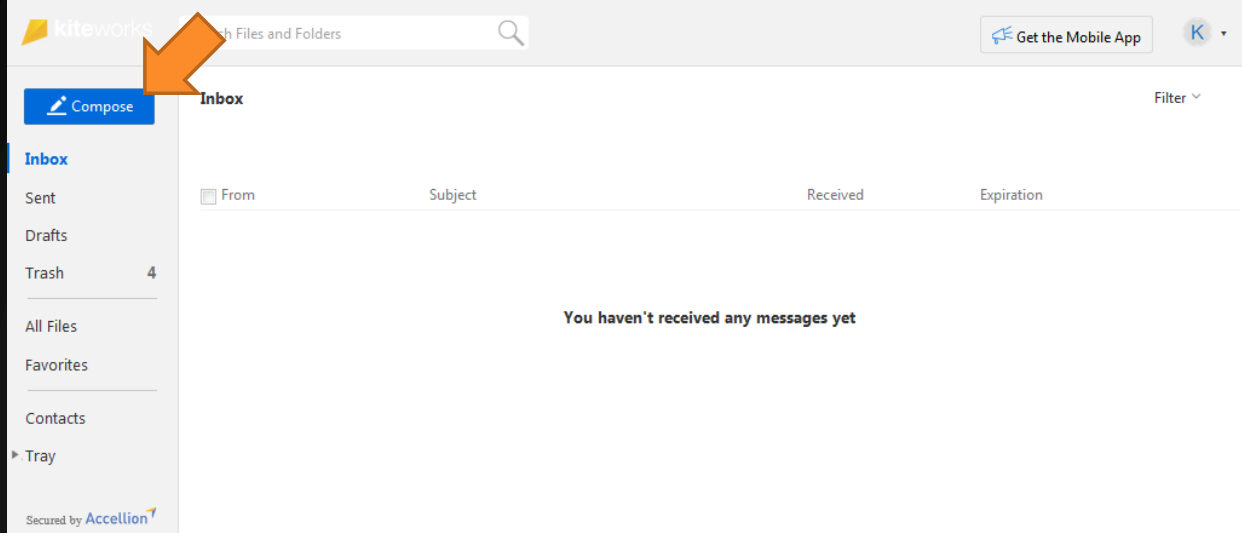 kiteworks
Files and Folders
Get the Mobile App
K
Compose
Inbox
Filter
Inbox
Sent
Drafts
Trash 4
All Files
Favorites
Contacts
Tray
From Subject Received Expiration
You haven't received any messages yet
Secured by Accellion